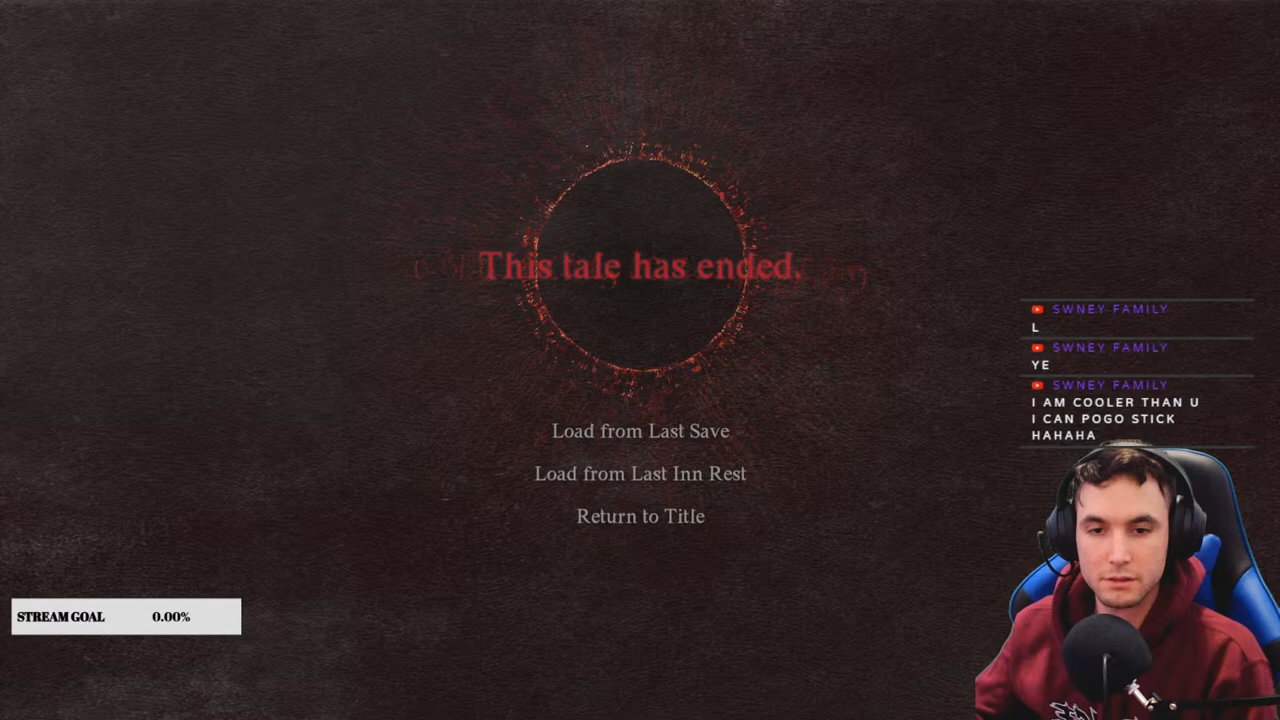 This tale has ended.
Load from Last Save
Load from Last Inn Rest
Return to Title
SWNEY FAMILY
L
SWNEY FAMILY
YE
SWNEY FAMILY
I AM COOLER THAN U
I CAN POGO STICK
HAHAHA
STREAM GOAL 0.00%